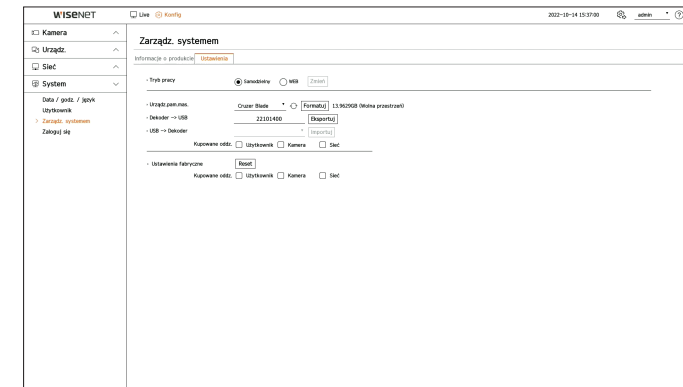 WISENET
Live Konfig 2022-10-14 15:37:00 admin ?
Kamera
Urządz.
Sieć
System
Data / godz. / język
Użytkownik
> Zarządz. systemem
Zaloguj się
Zarządz. systemem
Informacje o produkcie Ustawienia
- Tryb pracy Samodzielny WEB Zmień
- Urządz.pam.mas. Cruzer Blade Formatuj 13.9629GB (Wolna przestrzeń)
- Dekoder -> USB 22101400 Eksportuj
- USB -> Dekoder Importuj
Kupowane oddz. Użytkownik Kamera Sieć
- Ustawienia fabryczne Reset
Kupowane oddz. Użytkownik Kamera Sieć